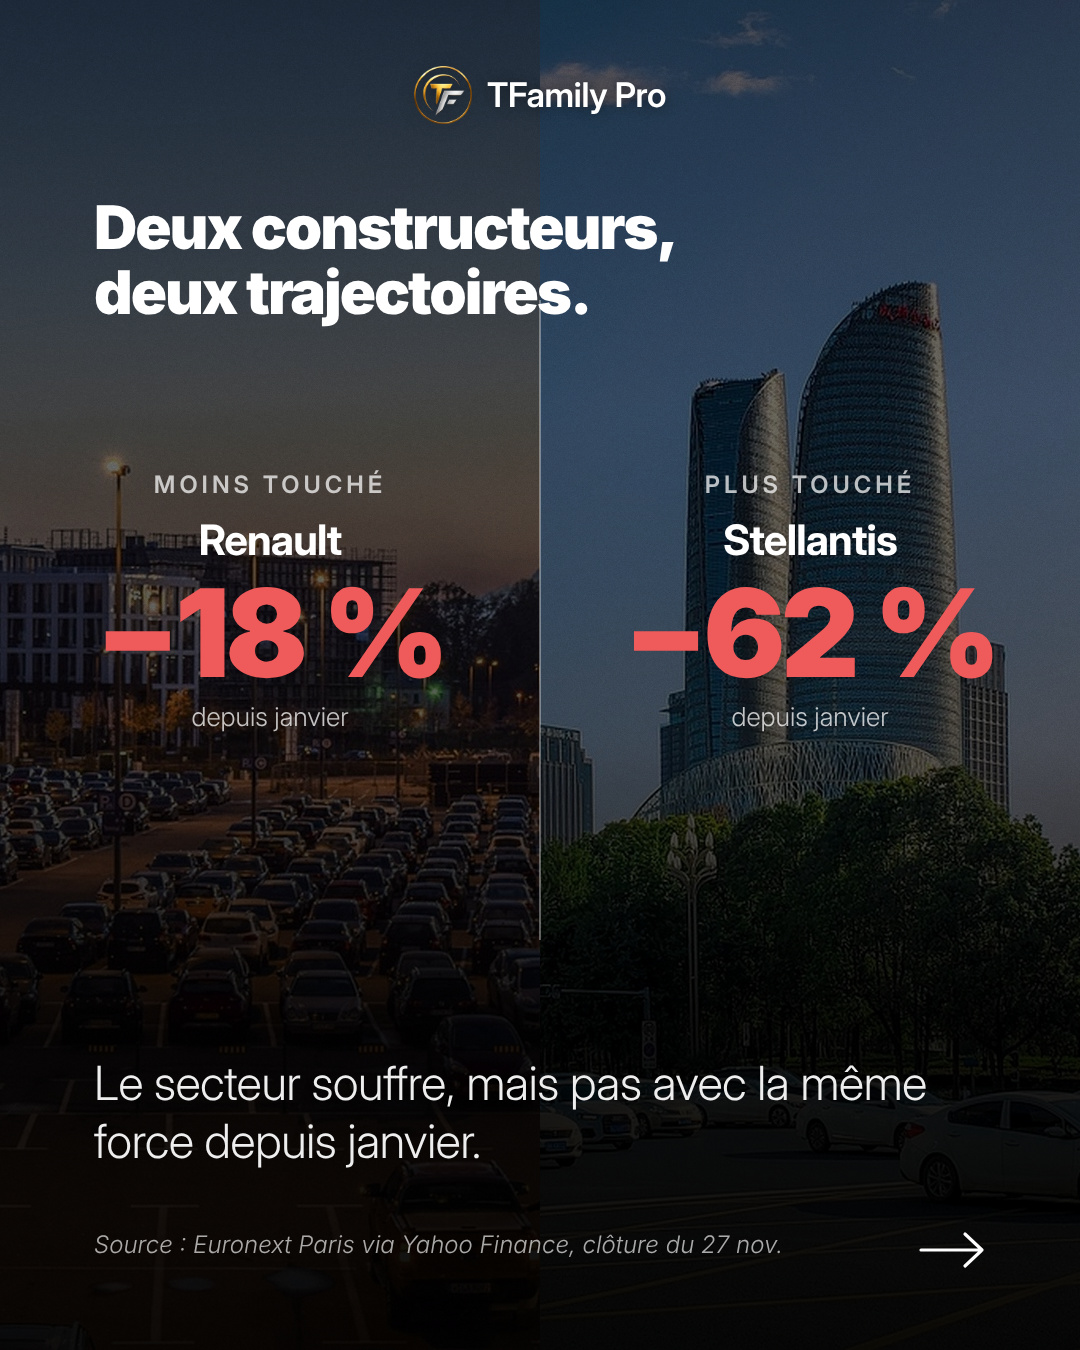 TF TFamily Pro
Deux constructeurs,
deux trajectoires.
MOINS TOUCHÉ
Renault
–18 %
depuis janvier
PLUS TOUCHÉ
Stellantis
–62 %
depuis janvier
Le secteur souffre, mais pas avec la même
force depuis janvier.
Source : Euronext Paris via Yahoo Finance, clôture du 27 nov.